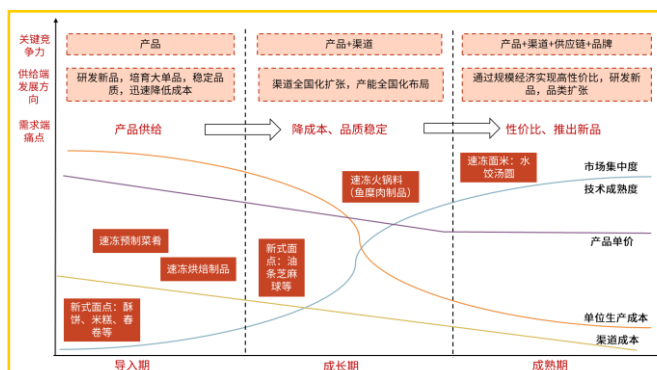 关键竞
争力
产品
产品+渠道
产品+渠道+供应链+品牌
供给端
发展方
向
研发新品，培育大单品，稳定品
质，迅速降低成本
渠道全国化扩张，产能全国化布局
通过规模经济实现高性价比，研发新
品，品类扩张
需求端
痛点
产品供给
降成本、品质稳定
性价比、推出新品
速冻面米：水
饺汤圆
市场集中度
技术成熟度
速冻火锅料
（鱼糜肉制品）
产品单价
速冻预制菜肴
速冻烘焙制品
新式面
点：油
条芝麻
球等
新式面点：酥
饼、米糕、春
卷等
单位生产成本
渠道成本
导入期
成长期
成熟期